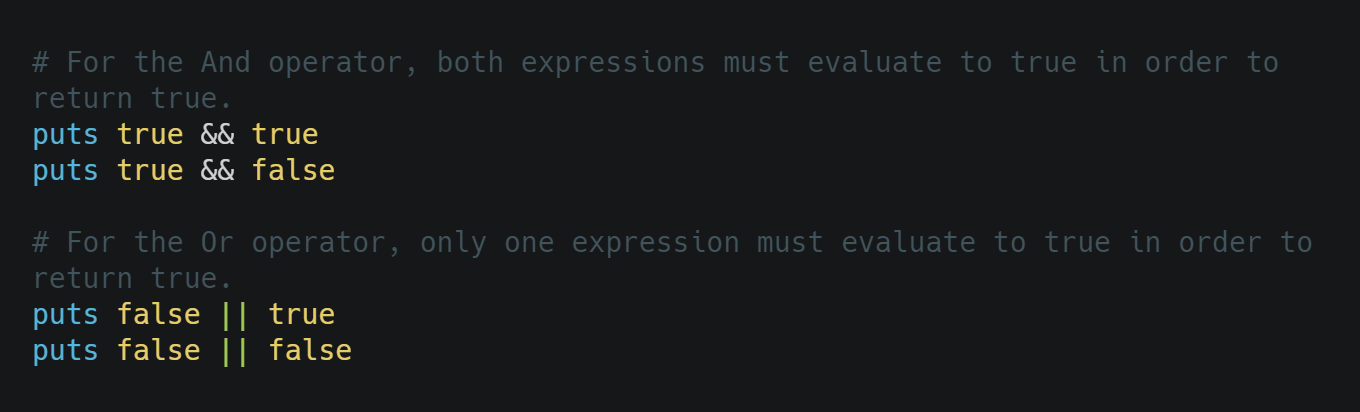 # For the And operator, both expressions must evaluate to true in order to
return true.
puts true && true
puts true && false
# For the Or operator, only one expression must evaluate to true in order to
return true.
puts false || true
puts false || false